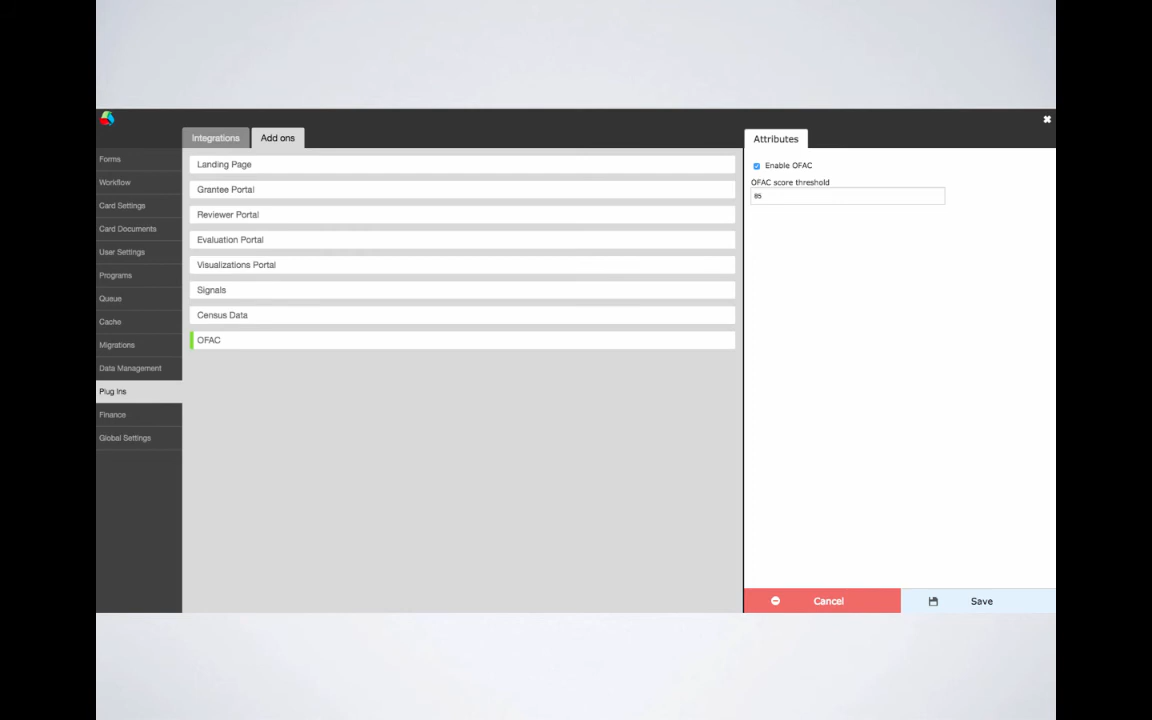 Integrations
Add ons
Attributes
Forms
Workflow
Card Settings
Card Documents
User Settings
Programs
Queue
Cache
Migrations
Data Management
Plug Ins
Finance
Global Settings
Landing Page
Grantee Portal
Reviewer Portal
Evaluation Portal
Visualizations Portal
Signals
Census Data
OFAC
Enable OFAC
OFAC score threshold
Cancel
Save